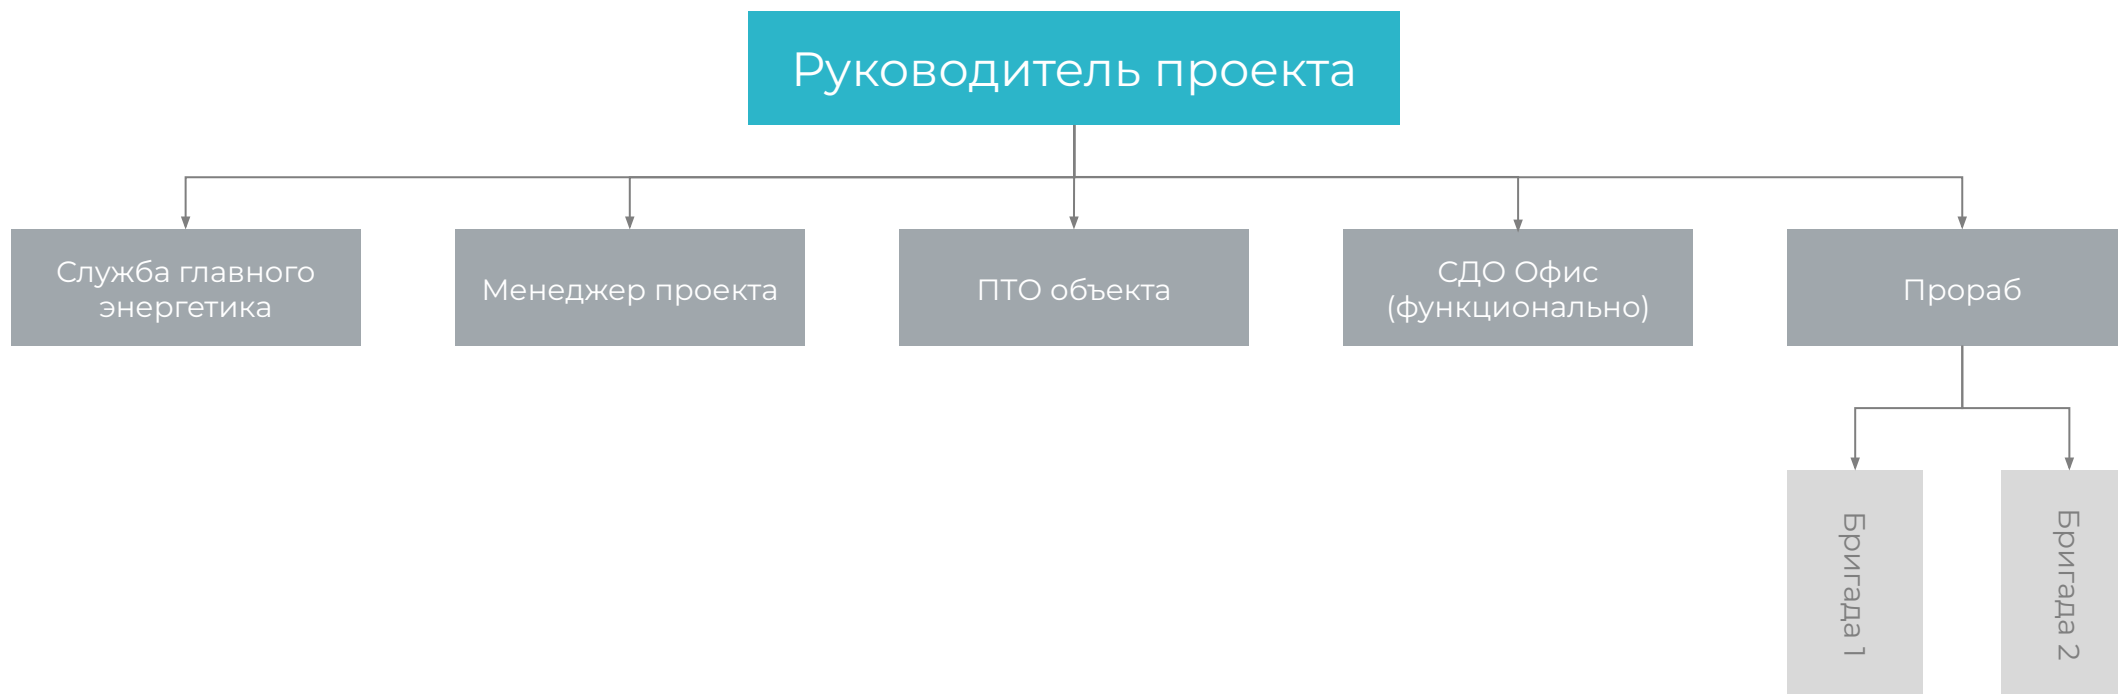 Руководитель проекта
Служба главного
энергетика
Менеджер проекта
ПТО объекта
СДО Офис
(функционально)
Прораб
Бригада 1
Бригада 2